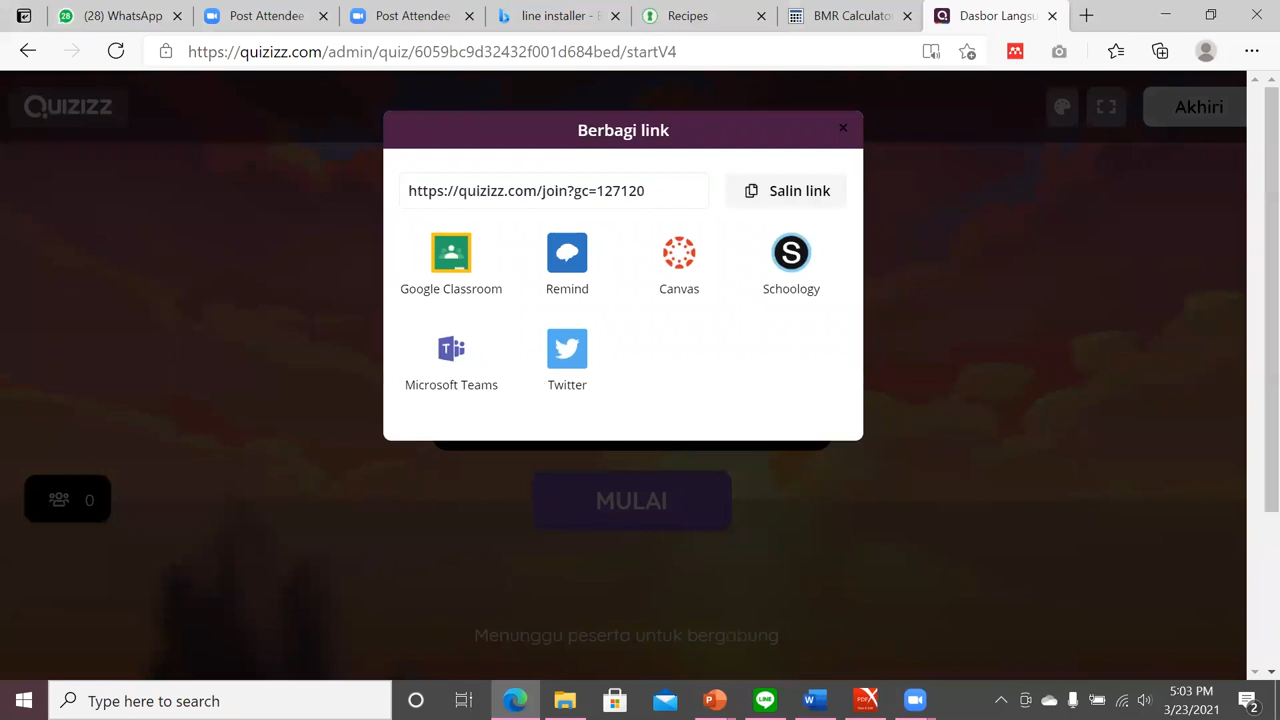 (28) WhatsApp
Post Attendee
Post Attendee
line installer - B
Recipes
BMR Calculato
Dasbor Langsu
https://quizizz.com/admin/quiz/6059bc9d32432f001d684bed/startV4
QUIZIZZ
Akhiri
Berbagi link
https://quizizz.com/join?gc=127120
Salin link
Google Classroom
Remind
Canvas
Schoology
Microsoft Teams
Twitter
0
MULAI
Menunggu peserta untuk bergabung
Type here to search
5:03 PM
3/23/2021
2